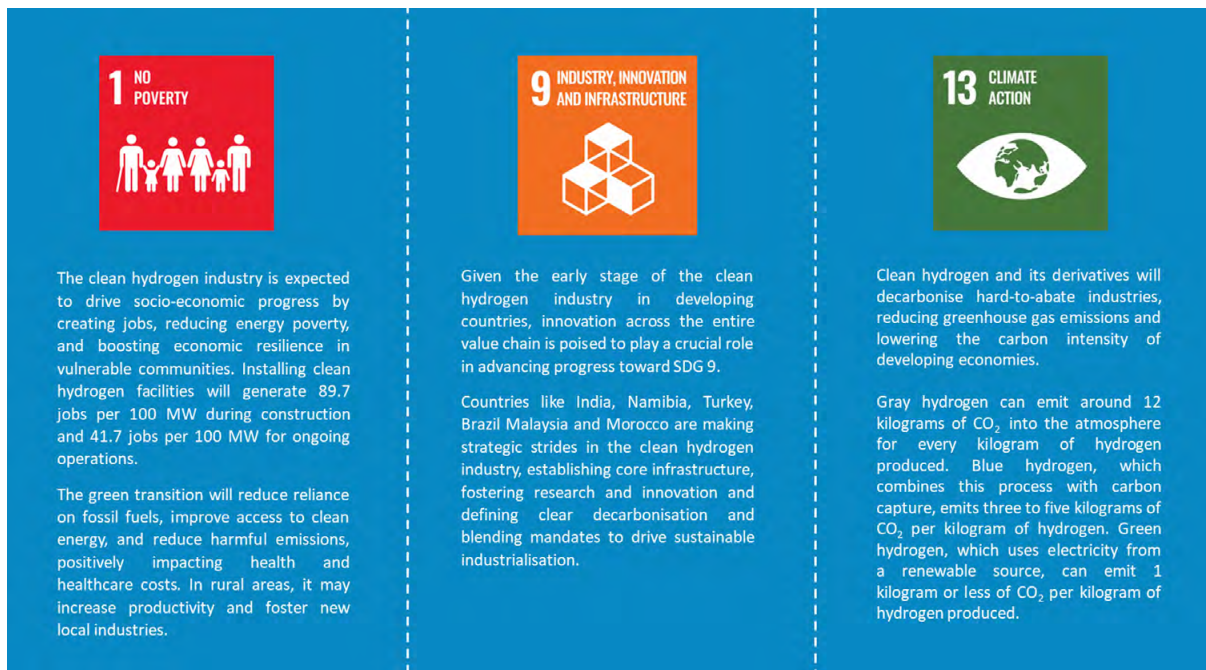 1 NO
POVERTY
The clean hydrogen industry is expected
to drive socio-economic progress by
creating jobs, reducing energy poverty,
and boosting economic resilience in
vulnerable communities. Installing clean
hydrogen facilities will generate 89.7
jobs per 100 MW during construction
and 41.7 jobs per 100 MW for ongoing
operations.
The green transition will reduce reliance
on fossil fuels, improve access to clean
energy, and reduce harmful emissions,
positively impacting health and
healthcare costs. In rural areas, it may
increase productivity and foster new
local industries.
9 INDUSTRY, INNOVATION
AND INFRASTRUCTURE
Given the early stage of the clean
hydrogen industry in developing
countries, innovation across the entire
value chain is poised to play a crucial role
in advancing progress toward SDG 9.
Countries like India, Namibia, Turkey,
Brazil Malaysia and Morocco are making
strategic strides in the clean hydrogen
industry, establishing core infrastructure,
fostering research and innovation and
defining clear decarbonisation and
blending mandates to drive sustainable
industrialisation.
13 CLIMATE
ACTION
Clean hydrogen and its derivatives will
decarbonise hard-to-abate industries,
reducing greenhouse gas emissions and
lowering the carbon intensity of
developing economies.
Gray hydrogen can emit around 12
kilograms of CO₂ into the atmosphere
for every kilogram of hydrogen
produced. Blue hydrogen, which
combines this process with carbon
capture, emits three to five kilograms of
CO₂ per kilogram of hydrogen. Green
hydrogen, which uses electricity from
a renewable source, can emit 1
kilogram or less of CO₂ per kilogram of
hydrogen produced.